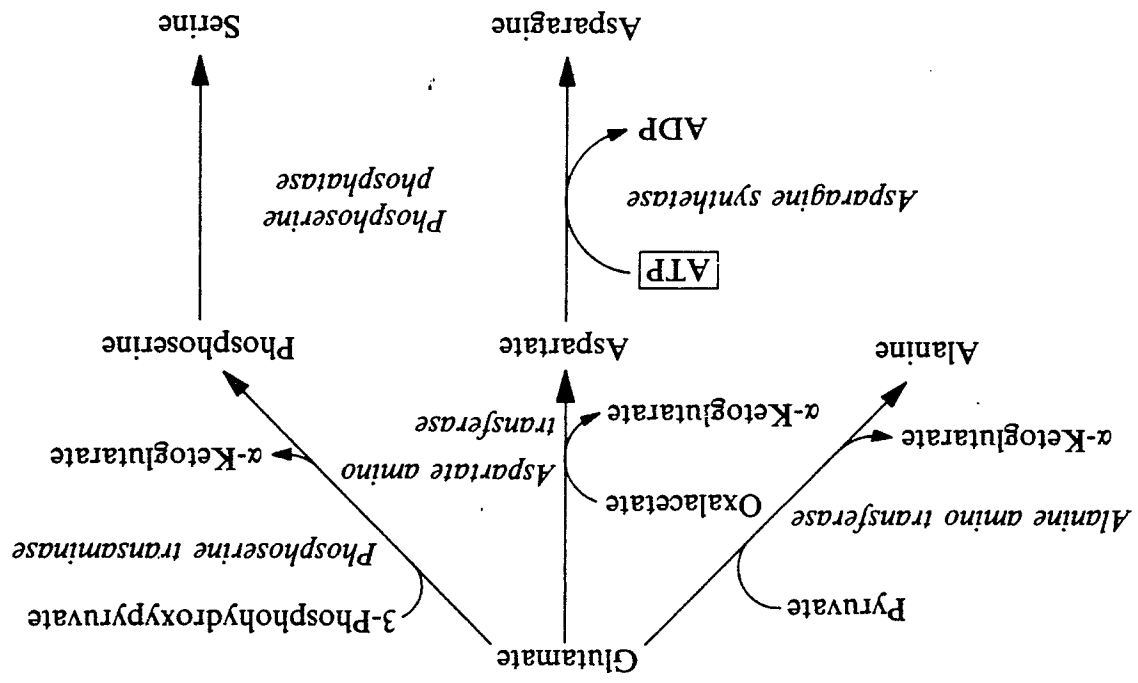 Glutamate
Pyruvate
Oxalacetate
3-Phosphohydroxypyruvate
Alanine amino transferase
Aspartate amino
transferase
Phosphoserine transaminase
α-Ketoglutarate
α-Ketoglutarate
α-Ketoglutarate
Alanine
Aspartate
Phosphoserine
ATP
Asparagine synthetase
ADP
Phosphoserine
phosphatase
Asparagine
Serine